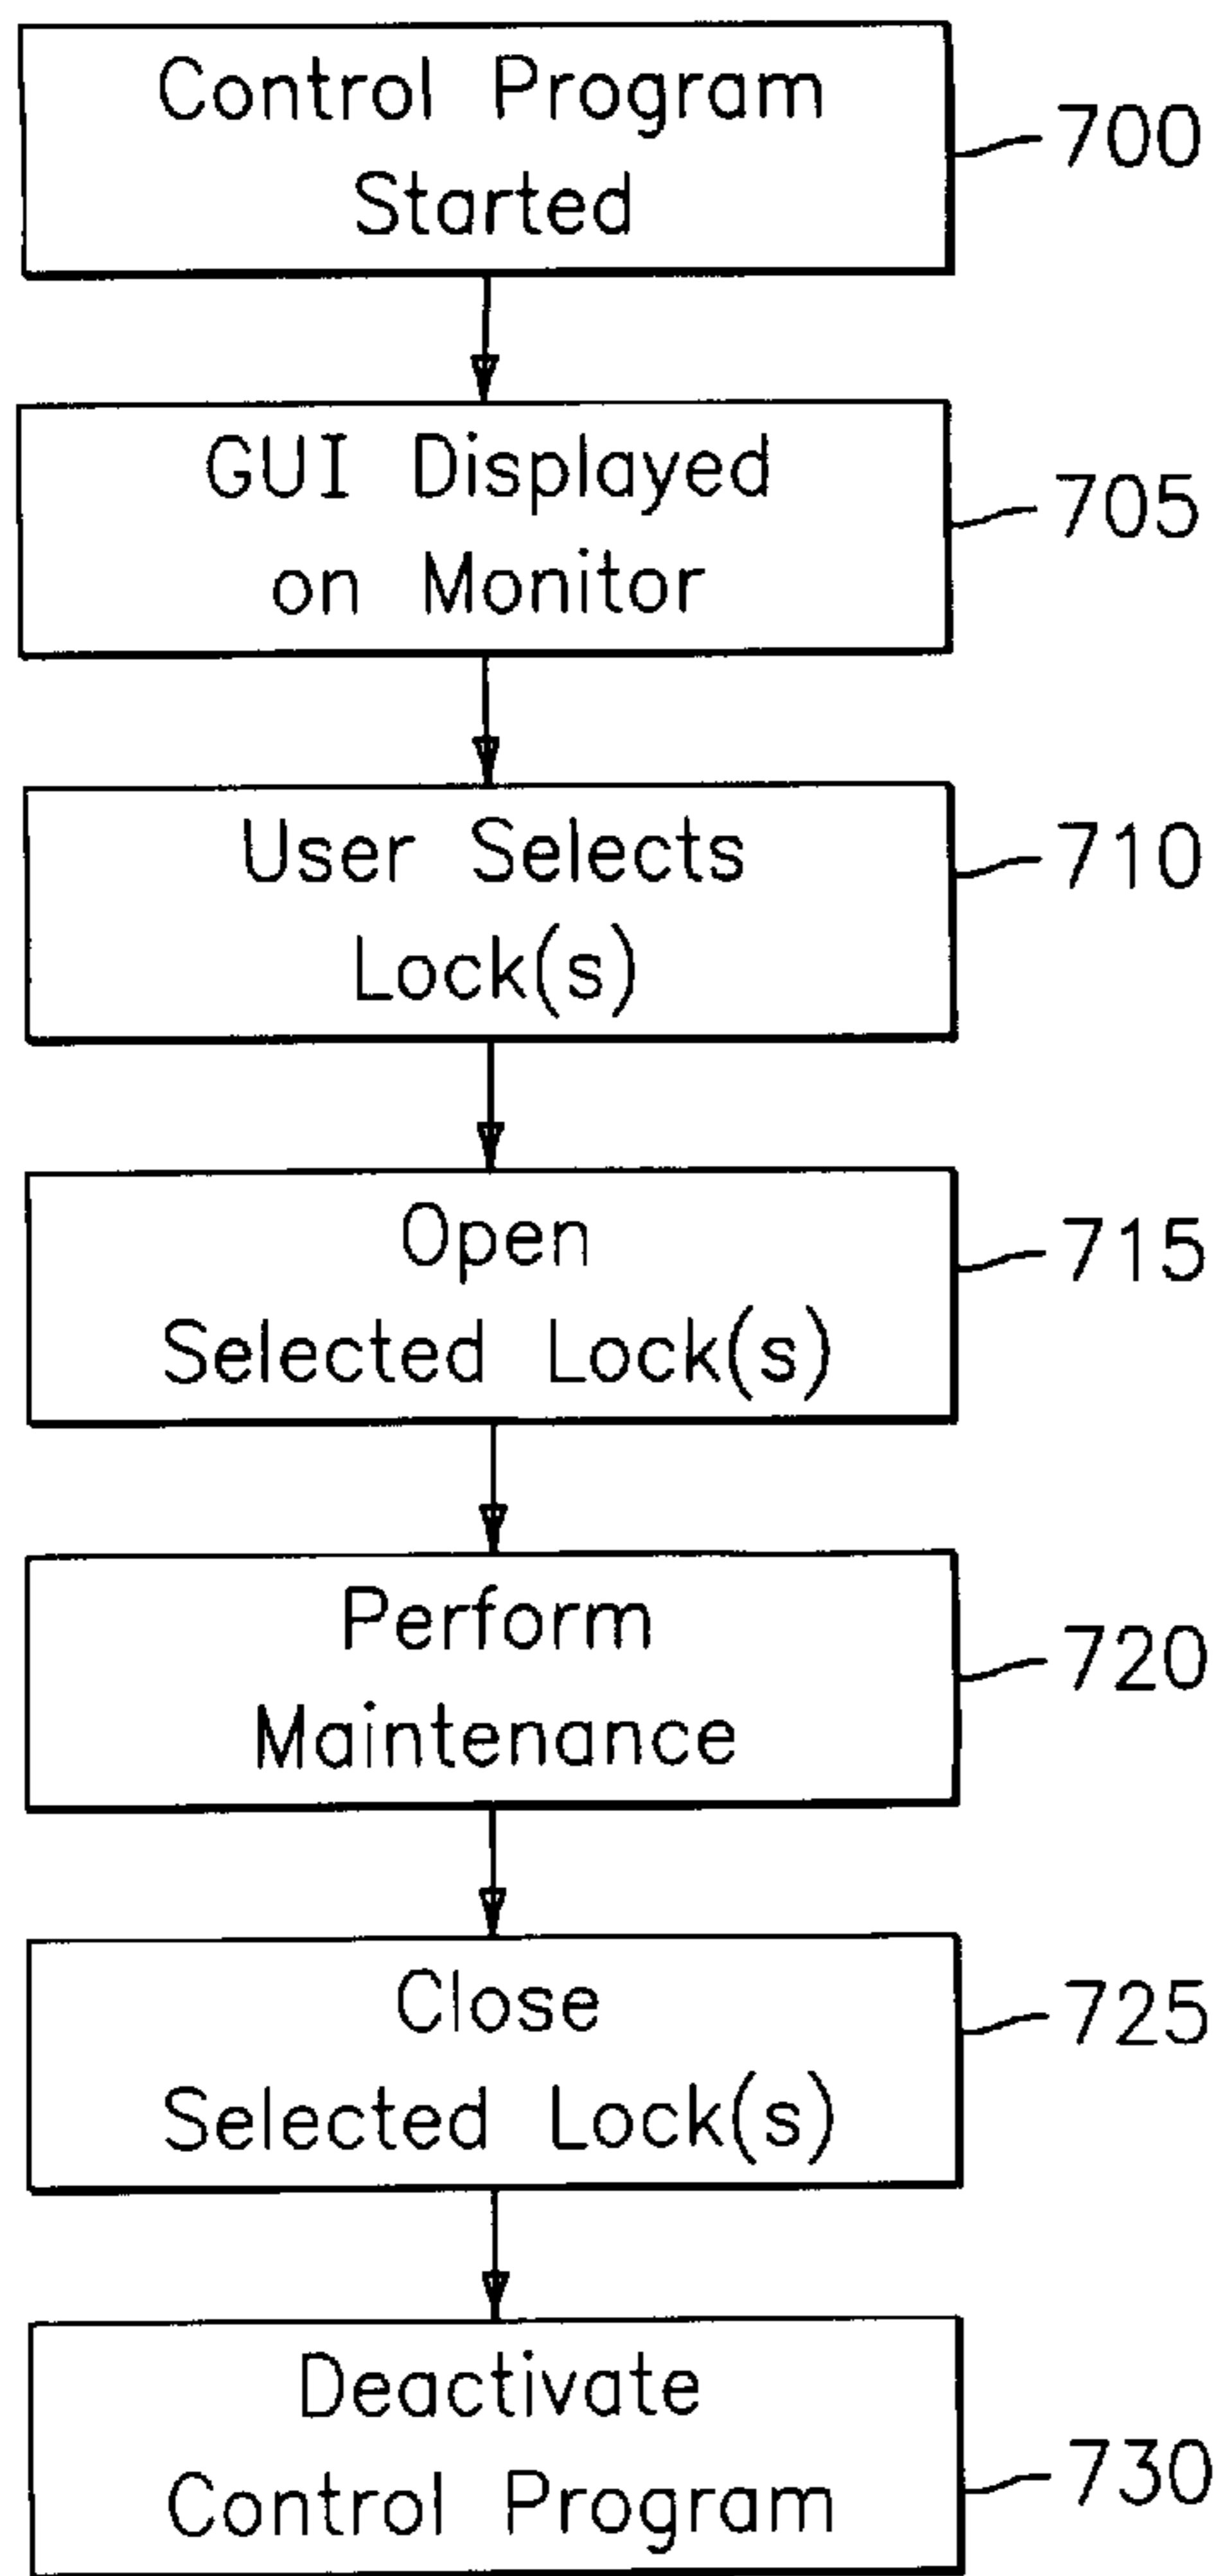 Control Program
Started
700
GUI Displayed
on Monitor
705
User Selects
Lock(s)
710
Open
Selected Lock(s)
715
Perform
Maintenance
720
Close
Selected Lock(s)
725
Deactivate
Control Program
730